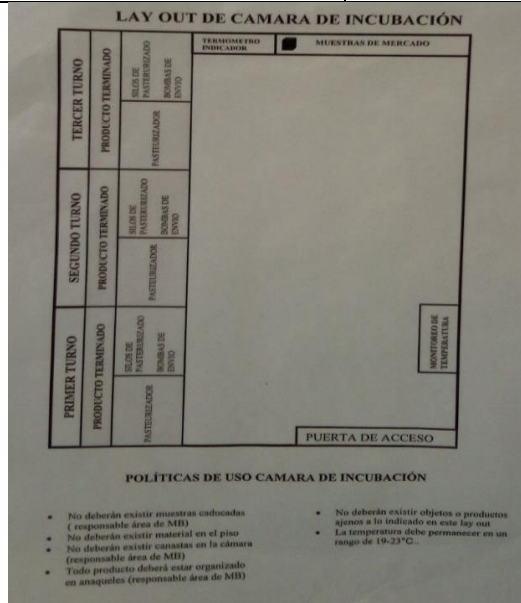 LAY OUT DE CAMARA DE INCUBACIÓN
TERMOMETRO
INDICADOR
MUESTRAS DE MERCADO
TERCER TURNO
PRODUCTO TERMINADO
SILOS DE
PASTERURIZADO
BOMBAS DE
ENVIO
PASTEURIZADOR
SEGUNDO TURNO
PRODUCTO TERMINADO
SILOS DE
PASTERURIZADO
BOMBAS DE
ENVIO
PASTEURIZADOR
PRIMER TURNO
PRODUCTO TERMINADO
SILOS DE
PASTERURIZADO
BOMBAS DE
ENVIO
PASTEURIZADOR
MONITOREO DE
TEMPERATURA
PUERTA DE ACCESO
POLÍTICAS DE USO CAMARA DE INCUBACIÓN
• No deberán existir muestras caducadas
( responsable área de MB)
• No deberán existir material en el piso
• No deberán existir canastas en la cámara
(responsable área de MB)
• Todo producto deberá estar organizado
en anaqueles (responsable área de MB)
• No deberán existir objetos o productos
ajenos a lo indicado en este lay out
• La temperatura debe permanecer en un
rango de 19-23°C..